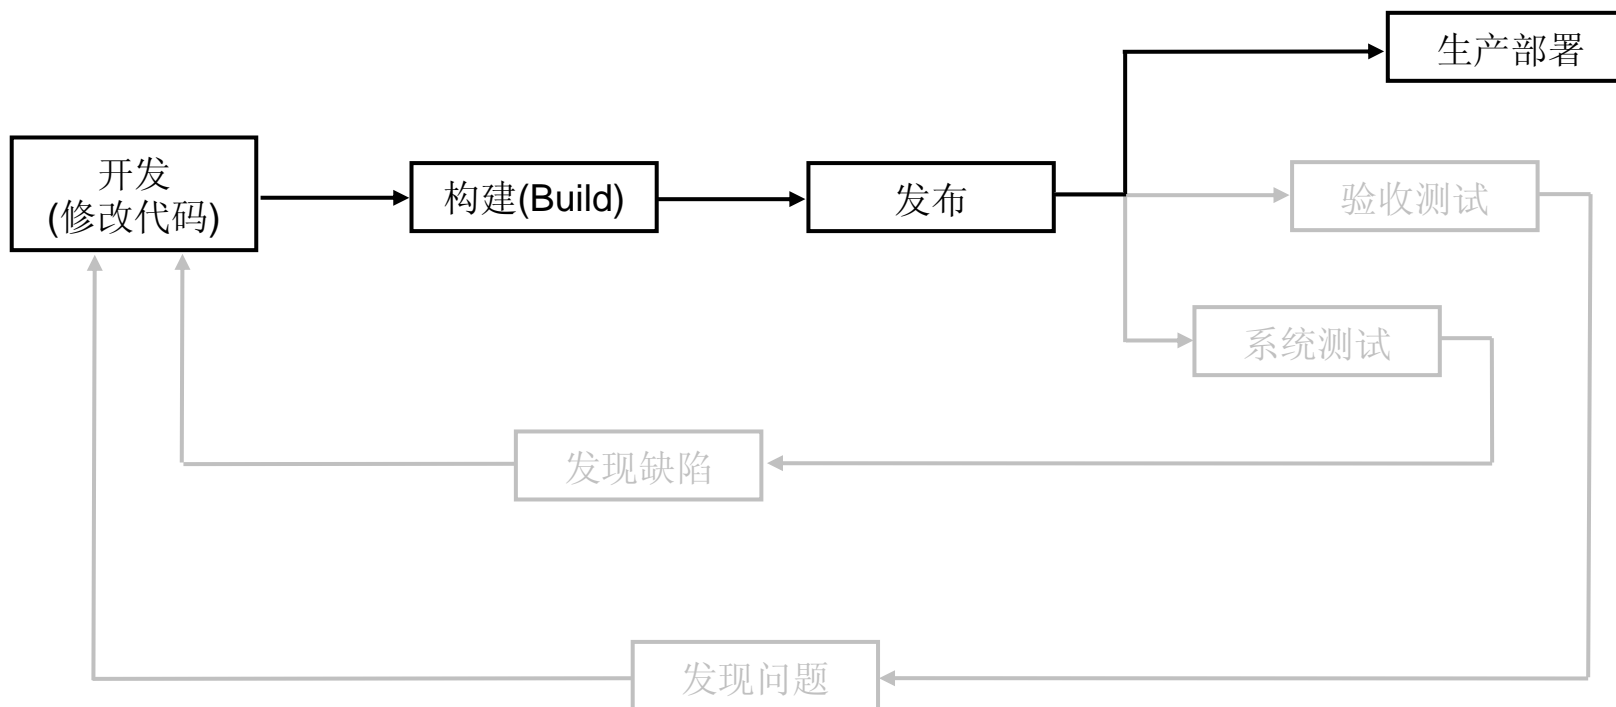 生产部署
开发
(修改代码)
构建(Build)
发布
验收测试
系统测试
发现缺陷
发现问题